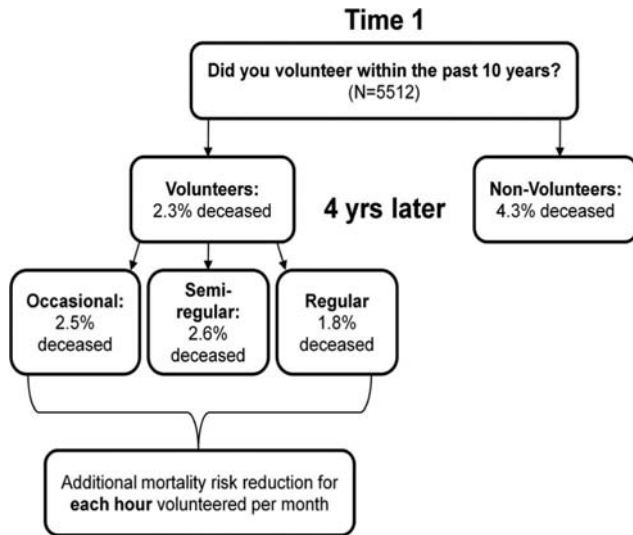 Time 1
Did you volunteer within the past 10 years?
(N=5512)
Volunteers:
2.3% deceased
4 yrs later
Non-Volunteers:
4.3% deceased
Occasional:
2.5%
deceased
Semi-
regular:
2.6%
deceased
Regular
1.8%
deceased
Additional mortality risk reduction for
each hour volunteered per month